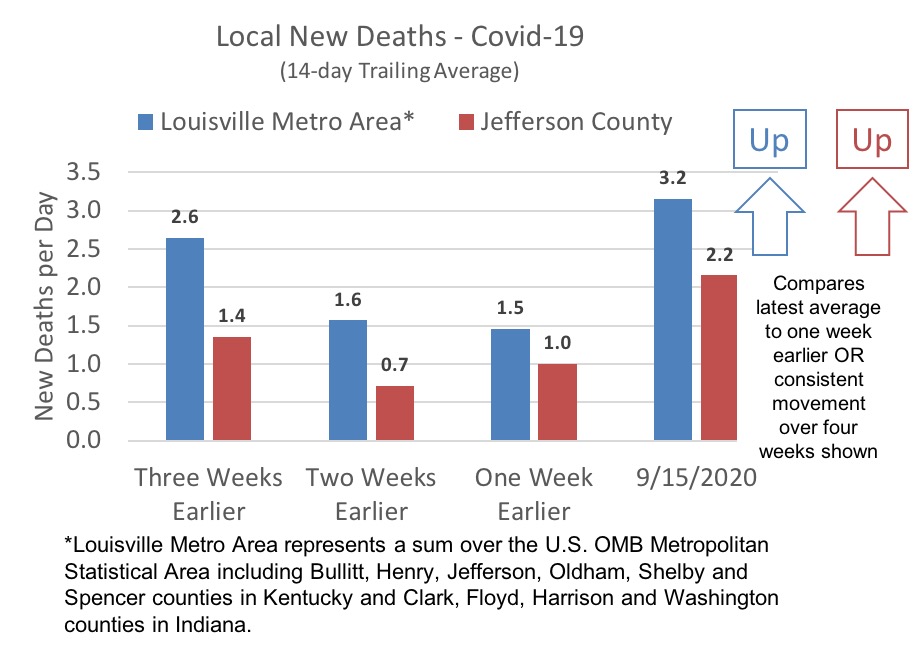 Local New Deaths - Covid-19
(14-day Trailing Average)
Louisville Metro Area*
Jefferson County
Up
Up
New Deaths per Day
3.5
3.0
2.5
2.0
1.5
1.0
0.5
0.0
2.6
1.4
1.6
0.7
1.5
1.0
3.2
2.2
Three Weeks
Earlier
Two Weeks
Earlier
One Week
Earlier
9/15/2020
Compares
latest average
to one week
earlier OR
consistent
movement
over four
weeks shown
*Louisville Metro Area represents a sum over the U.S. OMB Metropolitan
Statistical Area including Bullitt, Henry, Jefferson, Oldham, Shelby and
Spencer counties in Kentucky and Clark, Floyd, Harrison and Washington
counties in Indiana.